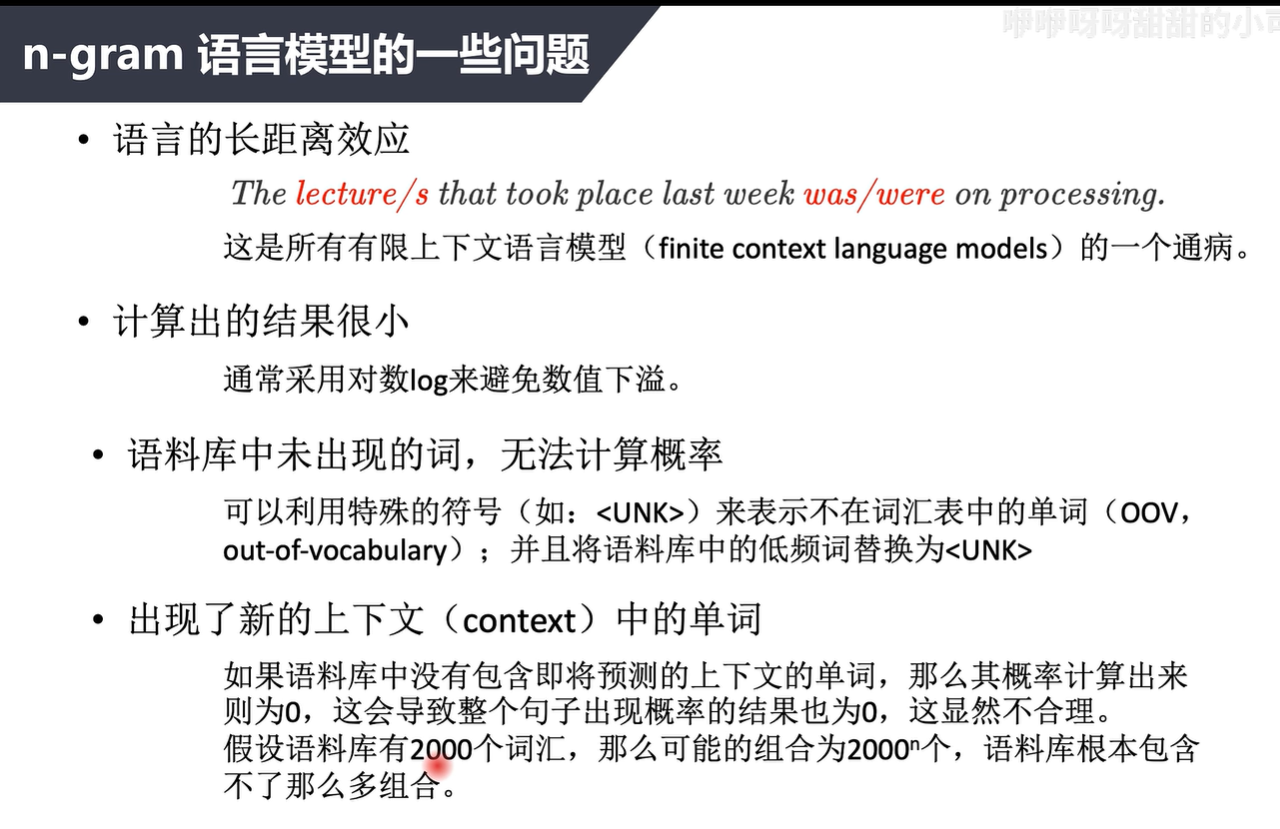 咿咿呀呀甜甜的小
n-gram 语言模型的一些问题
• 语言的长距离效应
The lecture/s that took place last week was/were on processing.
这是所有有限上下文语言模型（finite context language models）的一个通病。
• 计算出的结果很小
通常采用对数log来避免数值下溢。
• 语料库中未出现的词，无法计算概率
可以利用特殊的符号（如：<UNK>）来表示不在词汇表中的单词（OOV，
out-of-vocabulary）；并且将语料库中的低频词替换为<UNK>
• 出现了新的上下文（context）中的单词
如果语料库中没有包含即将预测的上下文的单词，那么其概率计算出来
则为0，这会导致整个句子出现概率的结果也为0，这显然不合理。
假设语料库有2000个词汇，那么可能的组合为2000ⁿ个，语料库根本包含
不了那么多组合。